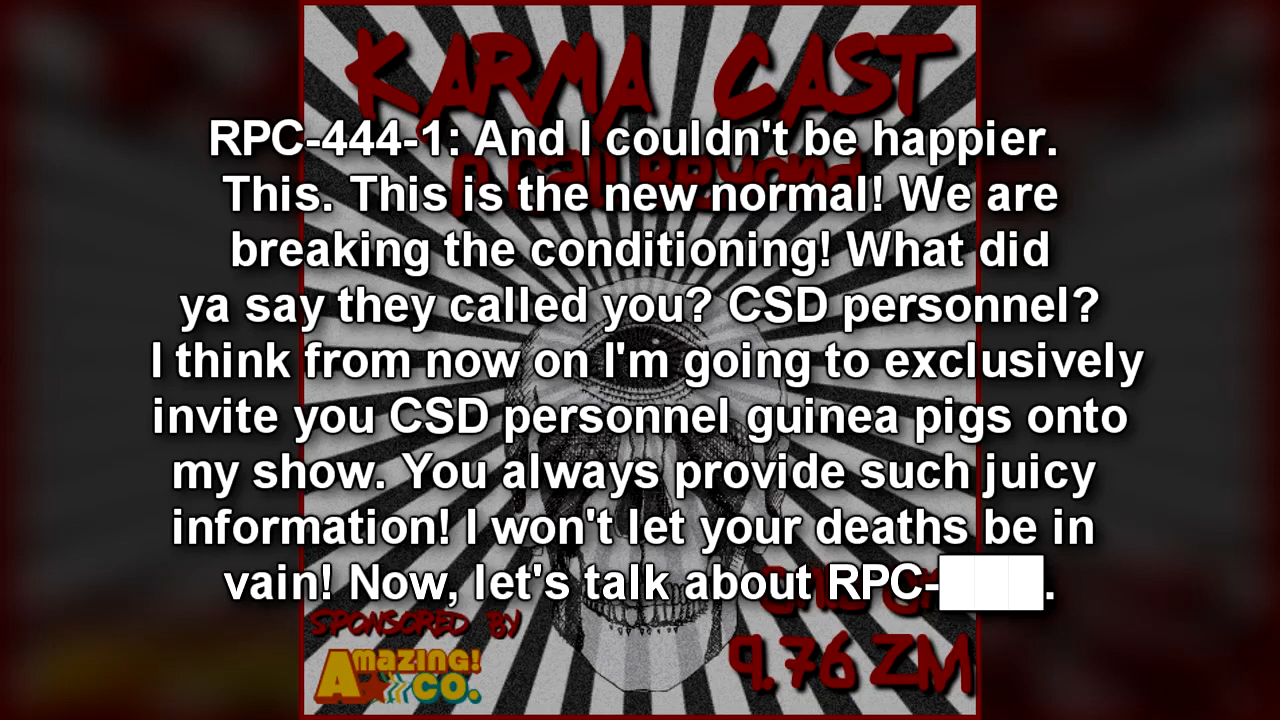 KARMA CAST
A Call Beyond
RPC-444-1: And I couldn't be happier.
This. This is the new normal! We are
breaking the conditioning! What did
ya say they called you? CSD personnel?
I think from now on I'm going to exclusively
invite you CSD personnel guinea pigs onto
my show. You always provide such juicy
information! I won't let your deaths be in
vain! Now, let's talk about RPC-███.
SPONSORED BY
Amazing! CO.
9.76 ZM